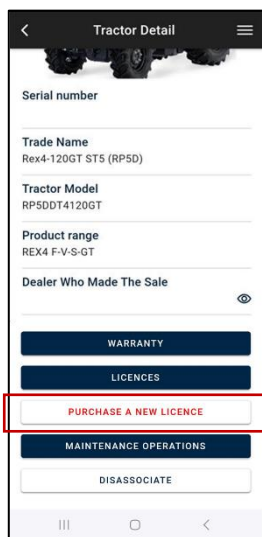 Tractor Detail
Serial number
Trade Name
Rex4-120GT ST5 (RP5D)
Tractor Model
RP5DDT4120GT
Product range
REX4 F-V-S-GT
Dealer Who Made The Sale
WARRANTY
LICENCES
PURCHASE A NEW LICENCE
MAINTENANCE OPERATIONS
DISASSOCIATE